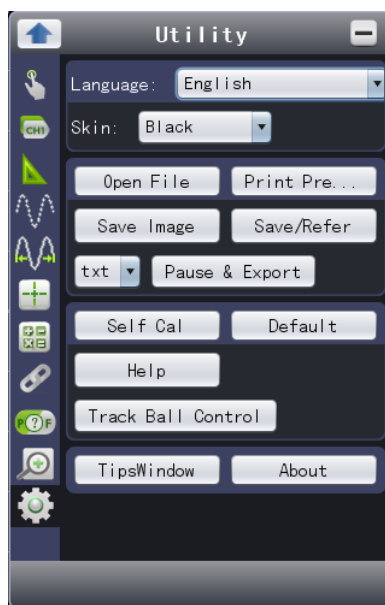 Utility
Language: English
CH1
Skin: Black
Open File Print Pre...
Save Image Save/Refer
txt Pause & Export
Self Cal Default
Help
Track Ball Control
P?F
TipsWindow About